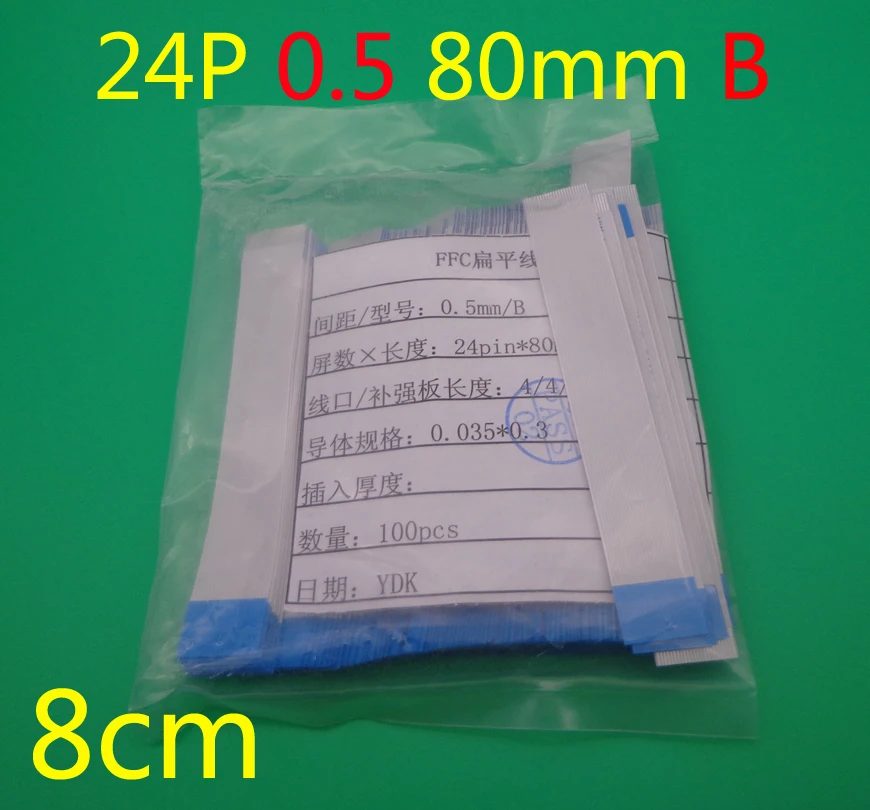 24P 0.5 80mm B
FFC扁平线
间距/型号: 0.5mm/B
屏数×长度: 24pin*80
线口/补强板长度: 4/4/
导体规格: 0.035*0.3
插入厚度:
数量: 100pcs
日期: YDK
PASS
8cm